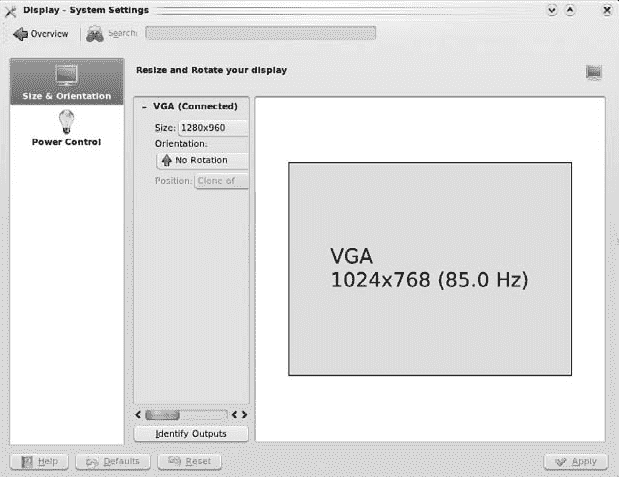 Display - System Settings
Overview
Search:
Resize and Rotate your display
Size & Orientation
Power Control
- VGA (Connected)
Size: 1280x960
Orientation:
No Rotation
Position: Clone of
VGA
1024x768 (85.0 Hz)
Identify Outputs
Help
Defaults
Reset
Apply